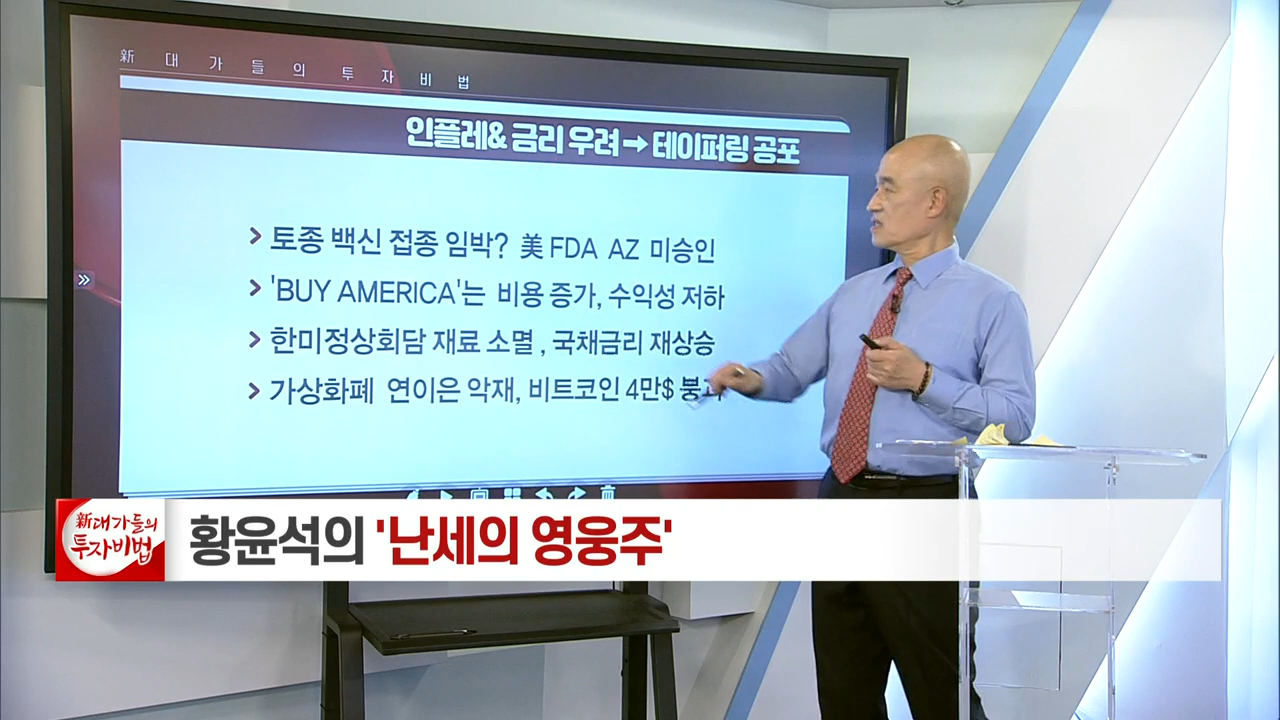 新 대가들의 투자비법
인플레& 금리 우려 → 테이퍼링 공포
토종 백신 접종 임박? 美 FDA AZ 미승인
'BUY AMERICA'는 비용 증가, 수익성 저하
한미정상회담 재료 소멸 , 국채금리 재상승
가상화폐 연이은 악재, 비트코인 4만$ 붕괴
新대가들의
투자비법
황윤석의 '난세의 영웅주'